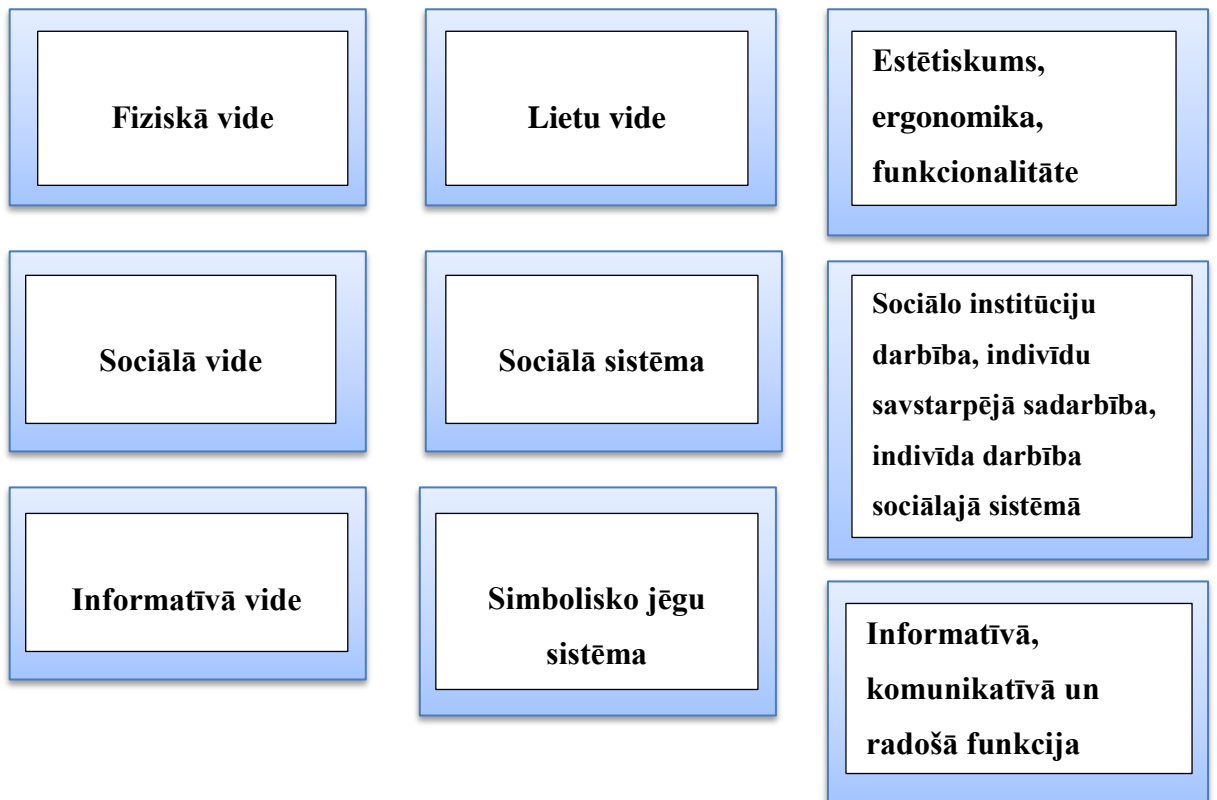 Fiziskā vide
Lietu vide
Estētiskums,
ergonomika,
funkcionalitāte
Sociālā vide
Sociālā sistēma
Sociālo institūciju
darbība, indivīdu
savstarpējā sadarbība,
indivīda darbība
sociālajā sistēmā
Informatīvā vide
Simbolisko jēgu
sistēma
Informatīvā,
komunikatīvā un
radošā funkcija